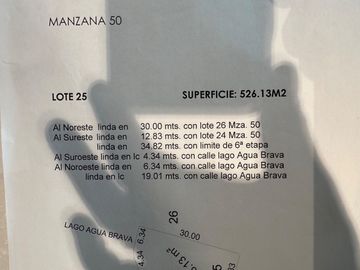 MANZANA 50
LOTE 25 SUPERFICIE: 526.13M2
Al Noreste linda en 30.00 mts. con lote 26 Mza. 50
Al Sureste linda en 12.83 mts. con lote 24 Mza. 50
Al Sur linda en 34.82 mts. con limite de 6ª etapa
Al Suroeste linda en lc 4.34 mts. con calle lago Agua Brava
Al Noroeste linda en 6.34 mts. con calle lago Agua Brava
linda en lc 19.01 mts. con calle lago Agua Brava
26
LAGO AGUA BRAVA 6.34 30.00
4.34